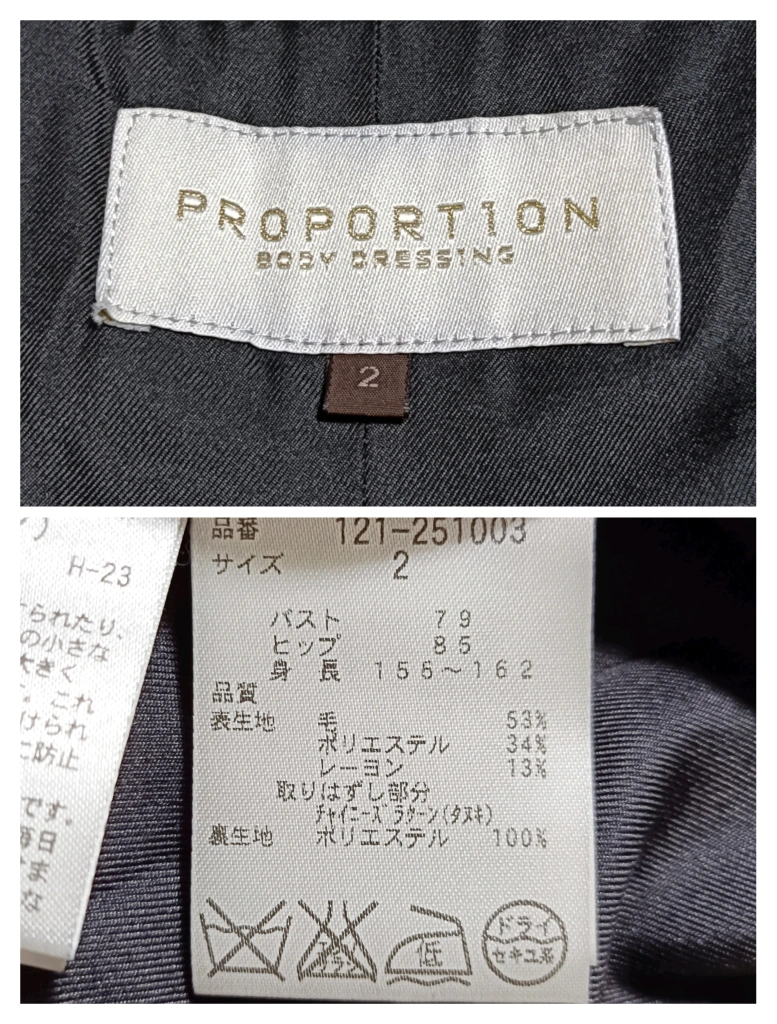 PROPORTION
BODY DRESSING
2
H-23
られたり、
の小さな
大きく
これ
けられ
に防止
です。
毎日
ま
な
品番 121-251003
サイズ 2
バスト 79
ヒップ 85
身 長 155～162
品質
表生地 毛 53%
ポリエステル 34%
レーヨン 13%
取りはずし部分
ﾁｬｲﾆｰｽﾞﾗｸｰﾝ(ﾀﾇｷ)
裏生地 ポリエステル 100%
低
ドライ
セキユ系